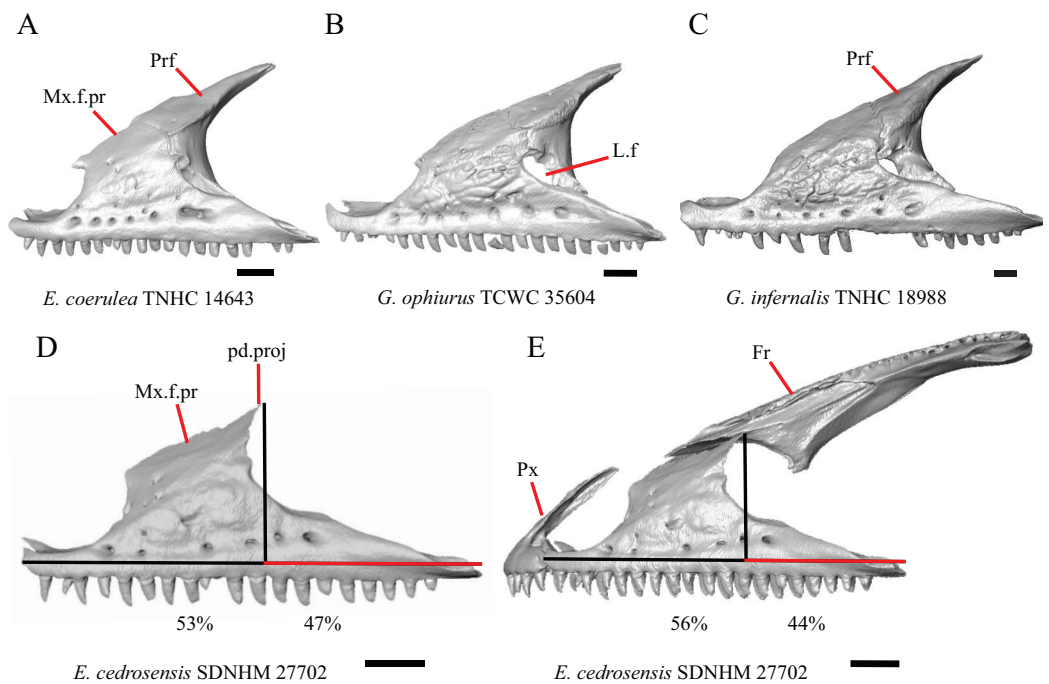 A
B
C
Prf
Mx.f.pr
L.f
Prf
E. coerulea TNHC 14643
G. ophiurus TCWC 35604
G. infernalis TNHC 18988
D
pd.proj
Mx.f.pr
53%
47%
E. cedrosensis SDNHM 27702
E
Fr
Px
56%
44%
E. cedrosensis SDNHM 27702